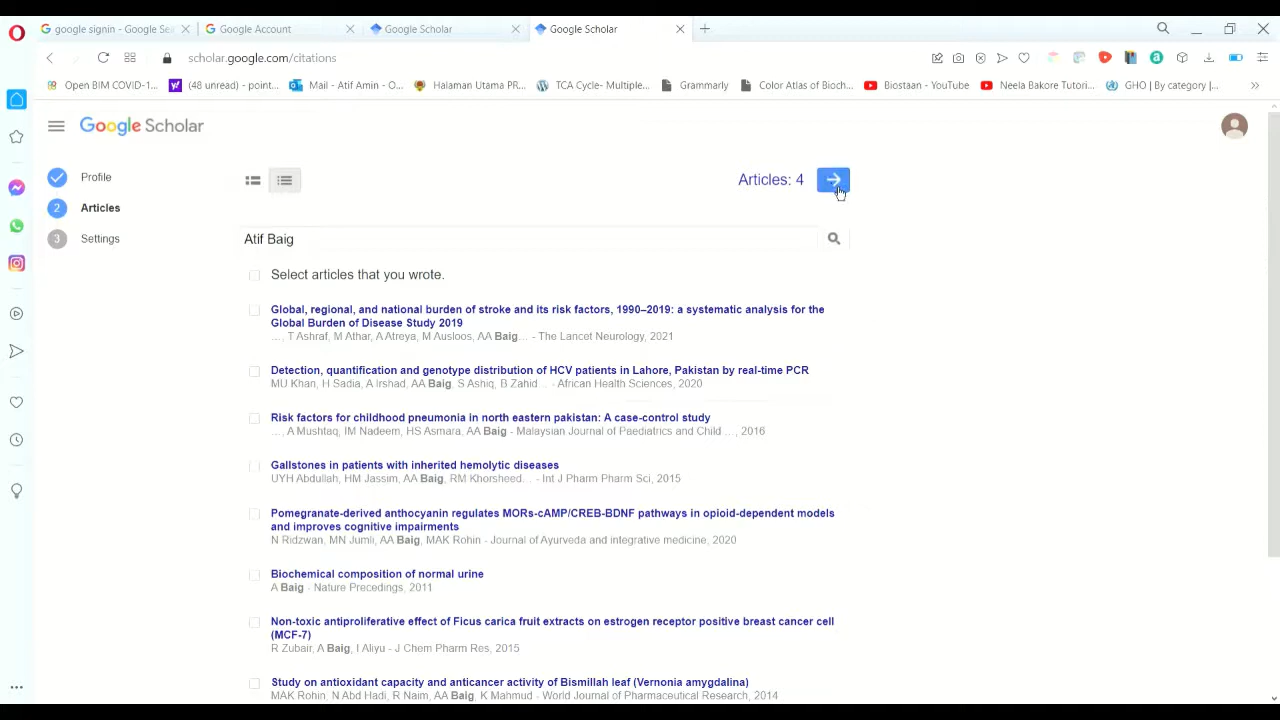 google signin - Google Se
Google Account
Google Scholar
Google Scholar
scholar.google.com/citations
Open BIM COVID-1...
(48 unread) - point...
Mail - Atif Amin - O...
Halaman Utama PR...
TCA Cycle- Multiple...
Grammarly
Color Atlas of Bioch...
Biostaan - YouTube
Neela Bakore Tutori...
GHO | By category |...
Google Scholar
Profile
Articles: 4
2 Articles
3 Settings
Atif Baig
Select articles that you wrote.
Global, regional, and national burden of stroke and its risk factors, 1990–2019: a systematic analysis for the
Global Burden of Disease Study 2019
…, T Ashraf, M Athar, A Atreya, M Ausloos, AA Baig… - The Lancet Neurology, 2021
Detection, quantification and genotype distribution of HCV patients in Lahore, Pakistan by real-time PCR
MU Khan, H Sadia, A Irshad, AA Baig, S Ashiq, B Zahid… - African Health Sciences, 2020
Risk factors for childhood pneumonia in north eastern pakistan: A case-control study
…, A Mushtaq, IM Nadeem, HS Asmara, AA Baig - Malaysian Journal of Paediatrics and Child …, 2016
Gallstones in patients with inherited hemolytic diseases
UYH Abdullah, HM Jassim, AA Baig, RM Khorsheed… - Int J Pharm Pharm Sci, 2015
Pomegranate-derived anthocyanin regulates MORs-cAMP/CREB-BDNF pathways in opioid-dependent models
and improves cognitive impairments
N Ridzwan, MN Jumli, AA Baig, MAK Rohin - Journal of Ayurveda and integrative medicine, 2020
Biochemical composition of normal urine
A Baig - Nature Precedings, 2011
Non-toxic antiproliferative effect of Ficus carica fruit extracts on estrogen receptor positive breast cancer cell
(MCF-7)
R Zubair, A Baig, I Aliyu - J Chem Pharm Res, 2015
Study on antioxidant capacity and anticancer activity of Bismillah leaf (Vernonia amygdalina)
MAK Rohin, N Abd Hadi, R Naim, AA Baig, K Mahmud - World Journal of Pharmaceutical Research, 2014